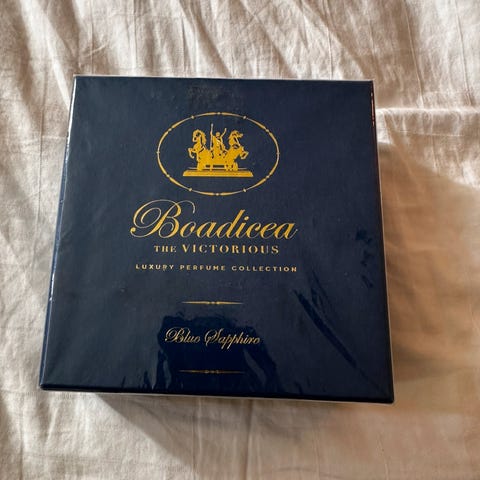 Boadicea
THE VICTORIOUS
LUXURY PERFUME COLLECTION
Blue Sapphire